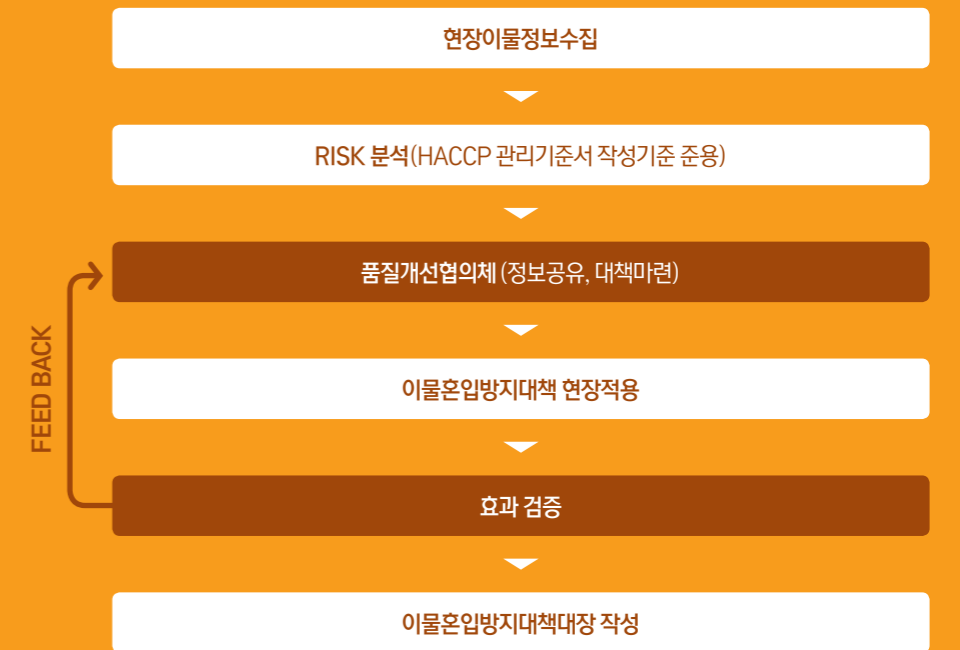 현장이물정보수집
RISK 분석(HACCP 관리기준서 작성기준 준용)
품질개선협의체 (정보공유, 대책마련)
이물혼입방지대책 현장적용
효과 검증
이물혼입방지대책대장 작성
FEED BACK